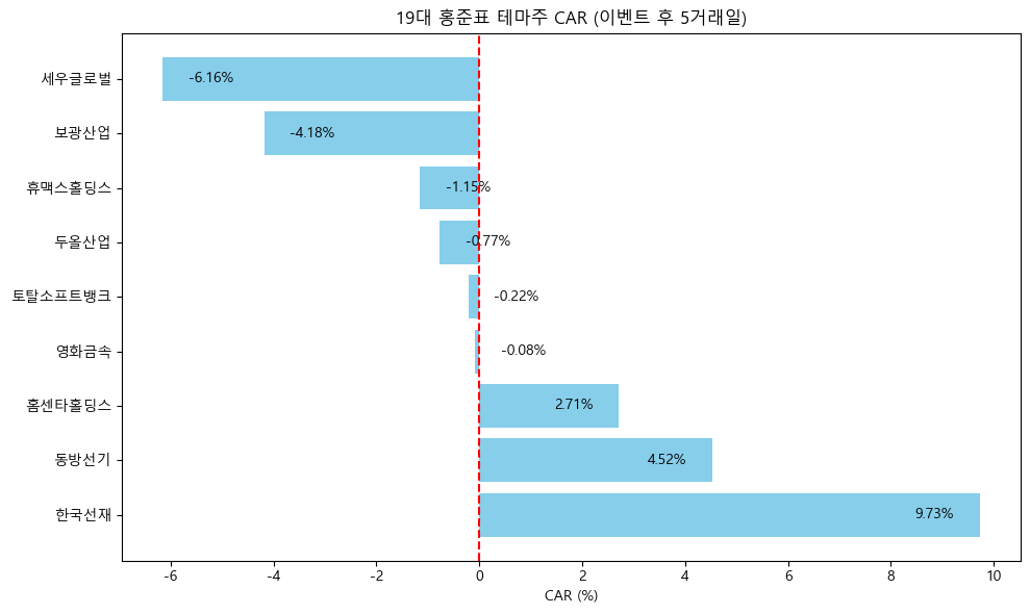 19대 홍준표 테마주 CAR (이벤트 후 5거래일)
세우글로벌
-6.16%
보광산업
-4.18%
휴맥스홀딩스
-1.15%
두올산업
-0.77%
토탈소프트뱅크
-0.22%
영화금속
-0.08%
홈센타홀딩스
2.71%
동방선기
4.52%
한국선재
9.73%
-6 -4 -2 0 2 4 6 8 10
CAR (%)